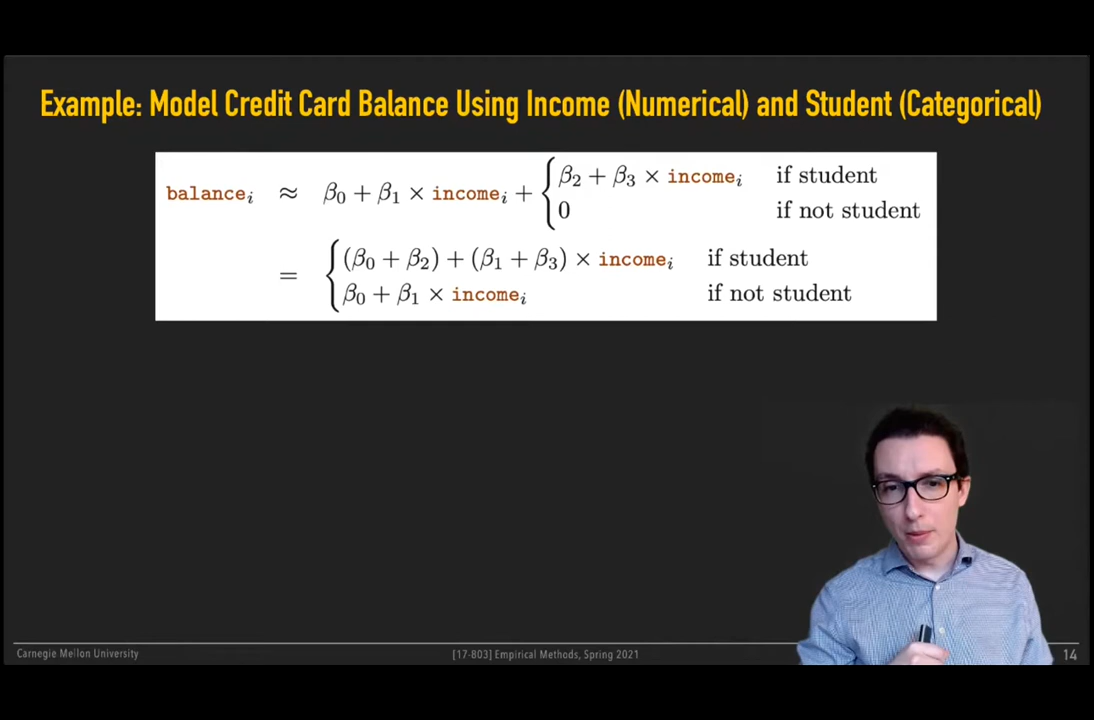 Example: Model Credit Card Balance Using Income (Numerical) and Student (Categorical)
balanceᵢ ≈ β₀ + β₁ × incomeᵢ + { β₂ + β₃ × incomeᵢ if student
0 if not student
= { (β₀ + β₂) + (β₁ + β₃) × incomeᵢ if student
β₀ + β₁ × incomeᵢ if not student
Carnegie Mellon University [17-803] Empirical Methods, Spring 2021 14